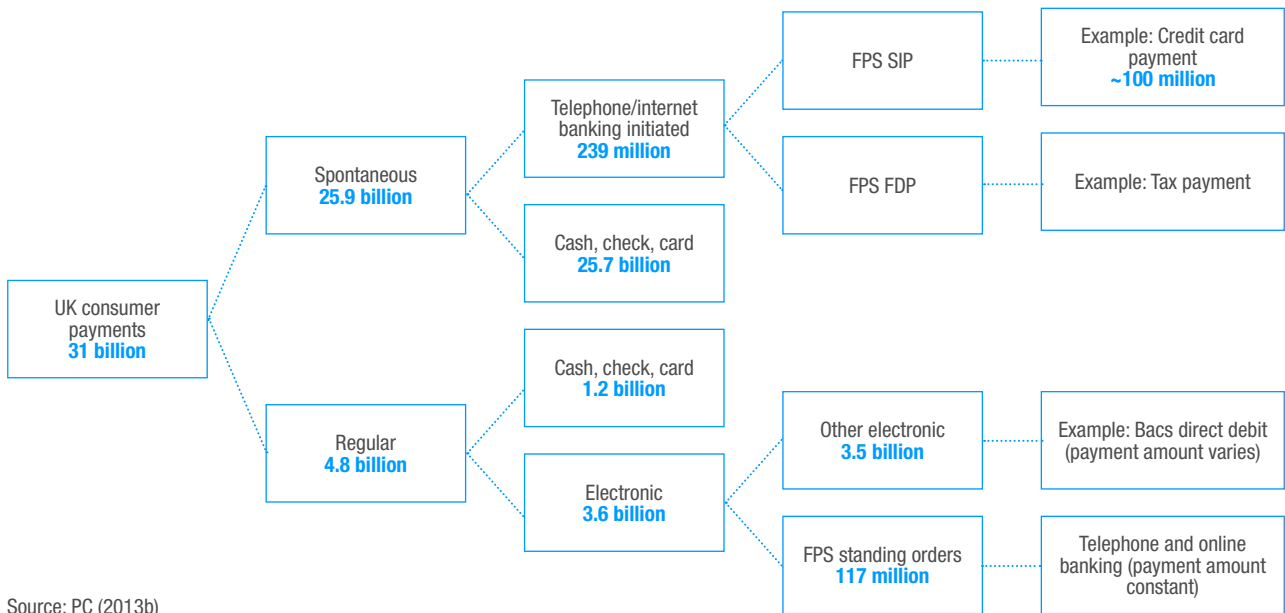 UK consumer
payments
31 billion
Spontaneous
25.9 billion
Regular
4.8 billion
Telephone/internet
banking initiated
239 million
Cash, check, card
25.7 billion
Cash, check, card
1.2 billion
Electronic
3.6 billion
FPS SIP
FPS FDP
Other electronic
3.5 billion
FPS standing orders
117 million
Example: Credit card
payment
~100 million
Example: Tax payment
Example: Bacs direct debit
(payment amount varies)
Telephone and online
banking (payment amount
constant)
Source: PC (2013b)